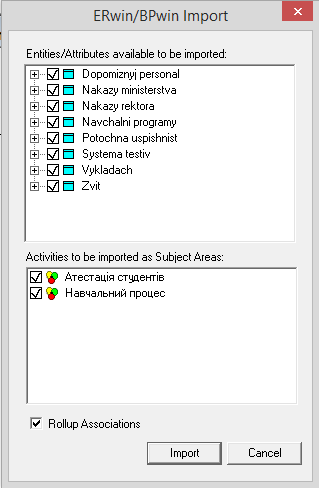 ERwin/BPwin Import
Entities/Attributes available to be imported:
Dopomiznyj personal
Nakazy ministerstva
Nakazy rektora
Navchalni programy
Potochna uspishnist
Systema testiv
Vykladach
Zvit
Activities to be imported as Subject Areas:
Атестація студентів
Навчальний процес
Rollup Associations
Import
Cancel